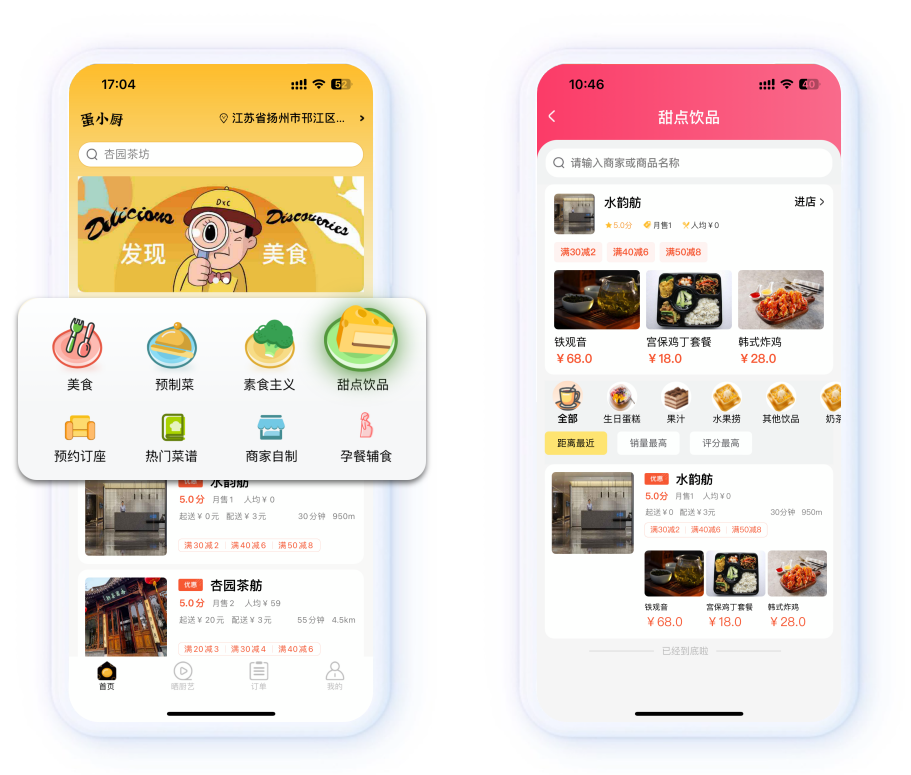 17:04
52
蛋小厨
江苏省扬州市邗江区...
杏园茶坊
Delicious
DXC
Discoveries
发现
美食
美食
预制菜
素食主义
甜点饮品
预约订座
热门菜谱
商家自制
孕餐辅食
水韵舫
5.0分 月售1 人均¥0
起送¥0元 配送¥3元 30分钟 950m
满30减2 满40减6 满50减8
优惠 杏园茶舫
5.0分 月售2 人均¥59
起送¥20元 配送¥3元 55分钟 4.5km
满20减3 满30减4 满40减6
首页 晒厨艺 订单 我的
10:46
40
甜点饮品
请输入商家或商品名称
水韵舫 进店
5.0分 月售1 人均¥0
满30减2 满40减6 满50减8
铁观音 宫保鸡丁套餐 韩式炸鸡
¥68.0 ¥18.0 ¥28.0
全部 生日蛋糕 果汁 水果捞 其他饮品 奶茶
距离最近 销量最高 评分最高
优惠 水韵舫
5.0分 月售1 人均¥0
起送¥0 配送¥3元 30分钟 950m
满30减2 满40减6 满50减8
铁观音 宫保鸡丁套餐 韩式炸鸡
¥68.0 ¥18.0 ¥28.0
已经到底啦